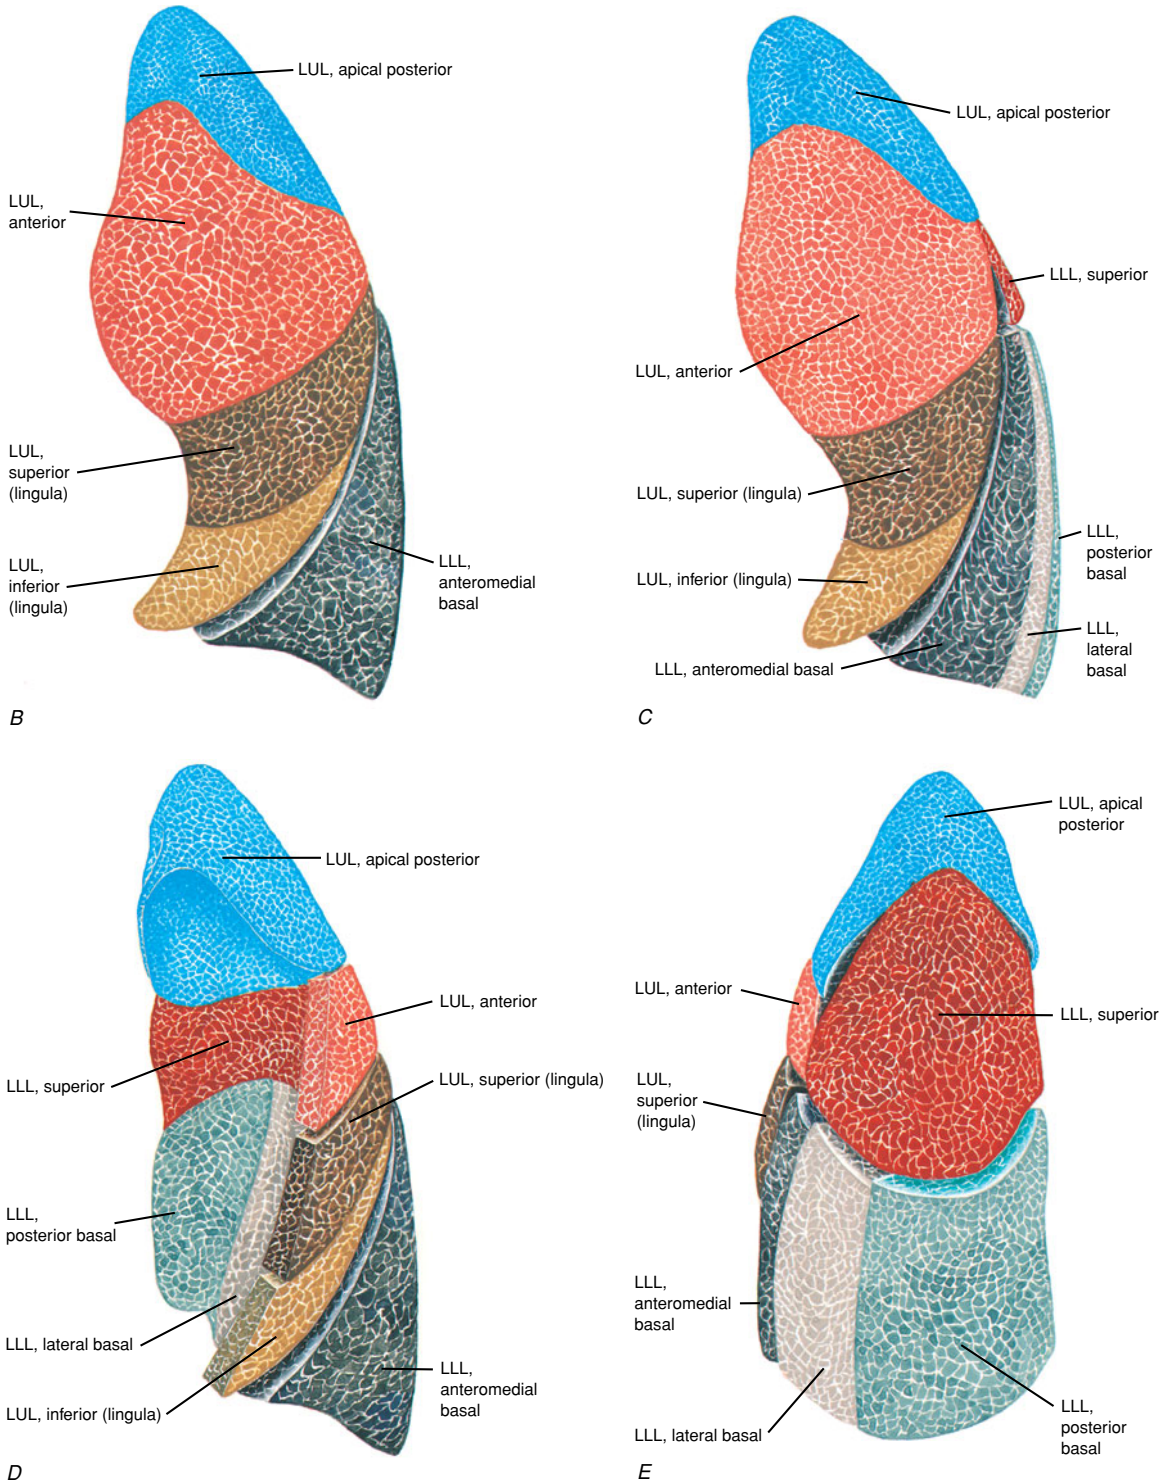 LUL, apical posterior
LUL,
anterior
LUL,
superior
(lingula)
LUL,
inferior
(lingula)
LLL,
anteromedial
basal
B
LUL, apical posterior
LLL, superior
LUL, anterior
LUL, superior (lingula)
LLL,
posterior
basal
LUL, inferior (lingula)
LLL,
lateral
basal
LLL, anteromedial basal
C
LUL, apical posterior
LUL, anterior
LLL, superior
LUL, superior (lingula)
LLL,
posterior basal
LLL, lateral basal
LLL,
anteromedial
basal
LUL, inferior (lingula)
D
LUL, apical
posterior
LUL, anterior
LLL, superior
LUL,
superior
(lingula)
LLL,
anteromedial
basal
LLL,
posterior
basal
LLL, lateral basal
E